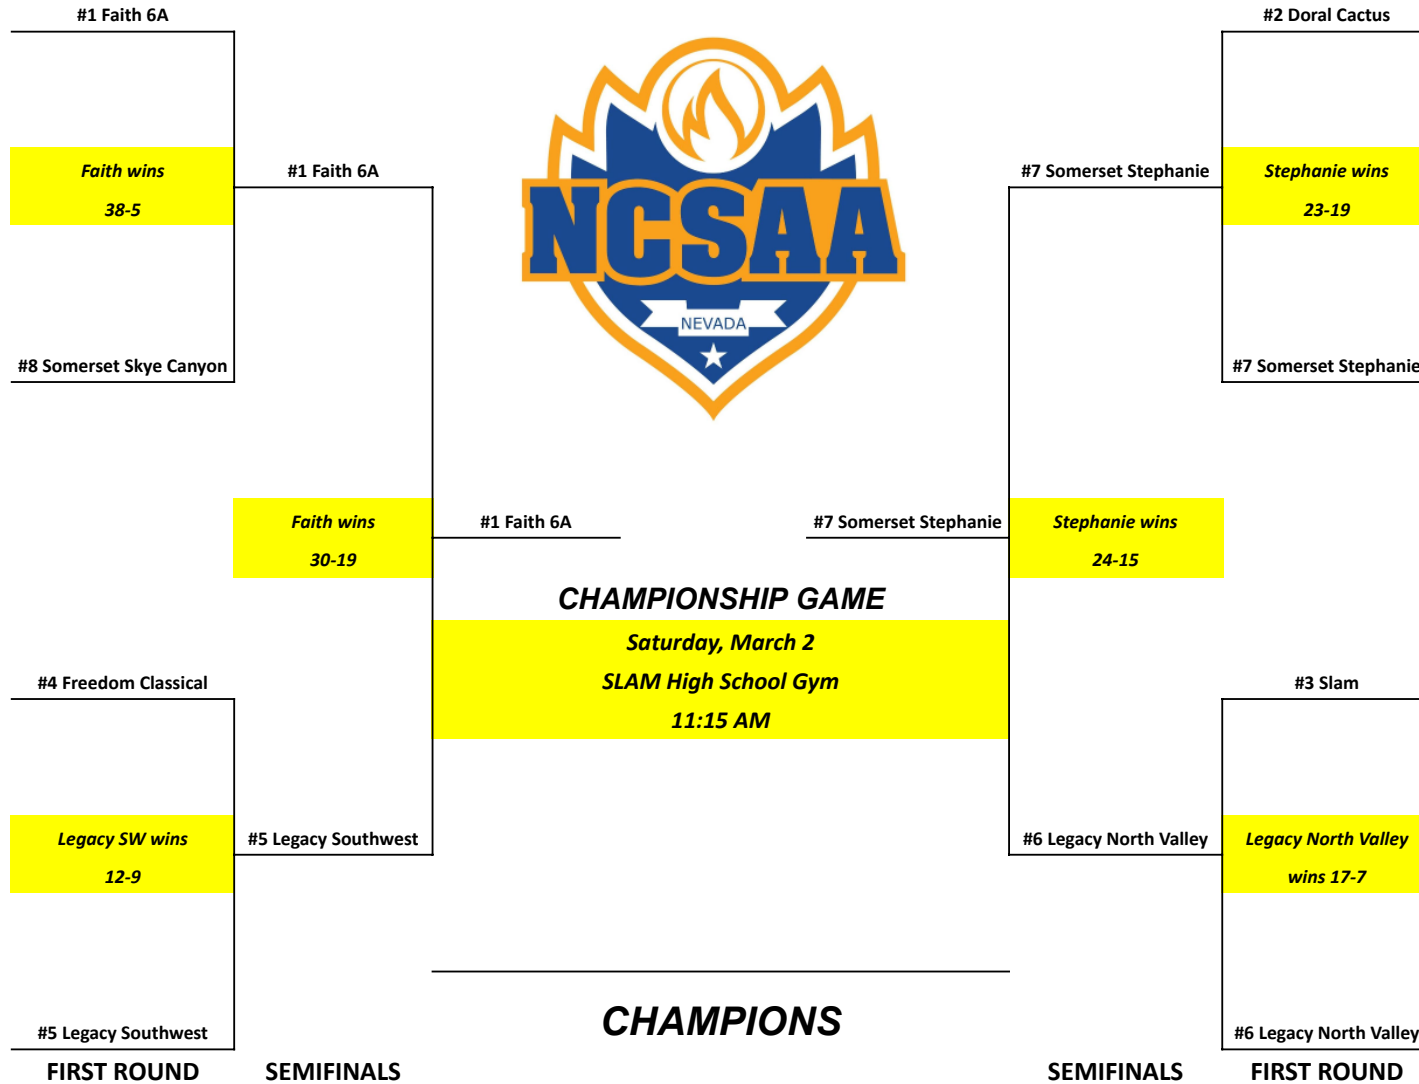 #1 Faith 6A
#2 Doral Cactus
Faith wins
38-5
#1 Faith 6A
NCSAA
NEVADA
#7 Somerset Stephanie
Stephanie wins
23-19
#8 Somerset Skye Canyon
#7 Somerset Stephanie
Faith wins
30-19
#1 Faith 6A
#7 Somerset Stephanie
Stephanie wins
24-15
CHAMPIONSHIP GAME
Saturday, March 2
SLAM High School Gym
11:15 AM
#4 Freedom Classical
#3 Slam
Legacy SW wins
12-9
#5 Legacy Southwest
#6 Legacy North Valley
Legacy North Valley
wins 17-7
#5 Legacy Southwest
CHAMPIONS
#6 Legacy North Valley
FIRST ROUND
SEMIFINALS
SEMIFINALS
FIRST ROUND